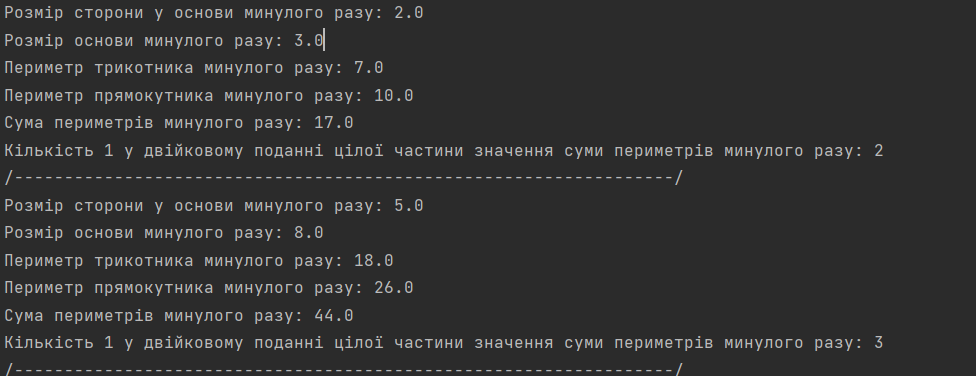 Розмір сторони у основи минулого разу: 2.0
Розмір основи минулого разу: 3.0
Периметр трикотника минулого разу: 7.0
Периметр прямокутника минулого разу: 10.0
Сума периметрів минулого разу: 17.0
Кількість 1 у двійковому поданні цілої частини значення суми периметрів минулого разу: 2
/------------------------------------------------------------------/
Розмір сторони у основи минулого разу: 5.0
Розмір основи минулого разу: 8.0
Периметр трикотника минулого разу: 18.0
Периметр прямокутника минулого разу: 26.0
Сума периметрів минулого разу: 44.0
Кількість 1 у двійковому поданні цілої частини значення суми периметрів минулого разу: 3
/------------------------------------------------------------------/